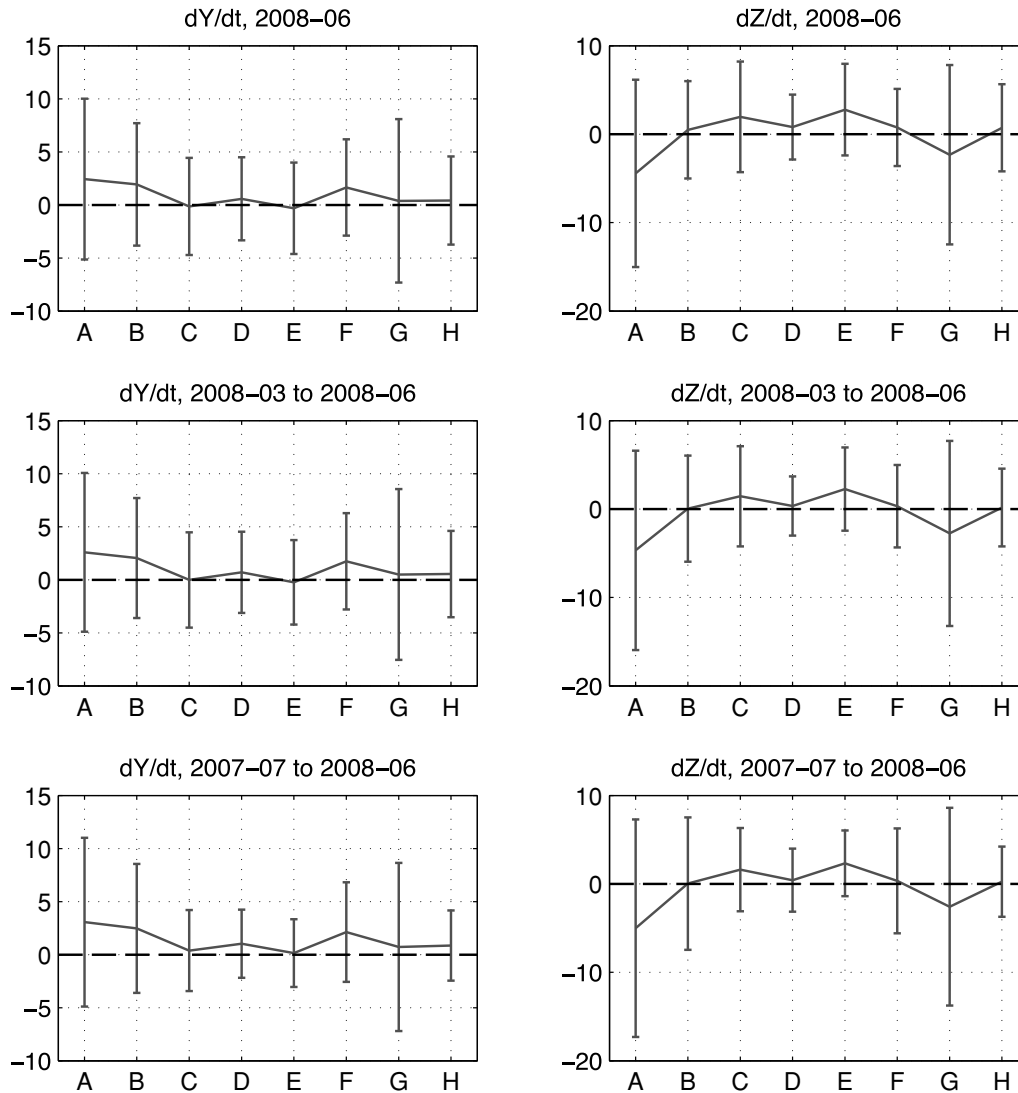 dY/dt, 2008−06
15
10
5
0
−5
−10
A B C D E F G H
dZ/dt, 2008−06
10
0
−10
−20
A B C D E F G H
dY/dt, 2008−03 to 2008−06
15
10
5
0
−5
−10
A B C D E F G H
dZ/dt, 2008−03 to 2008−06
10
0
−10
−20
A B C D E F G H
dY/dt, 2007−07 to 2008−06
15
10
5
0
−5
−10
A B C D E F G H
dZ/dt, 2007−07 to 2008−06
10
0
−10
−20
A B C D E F G H